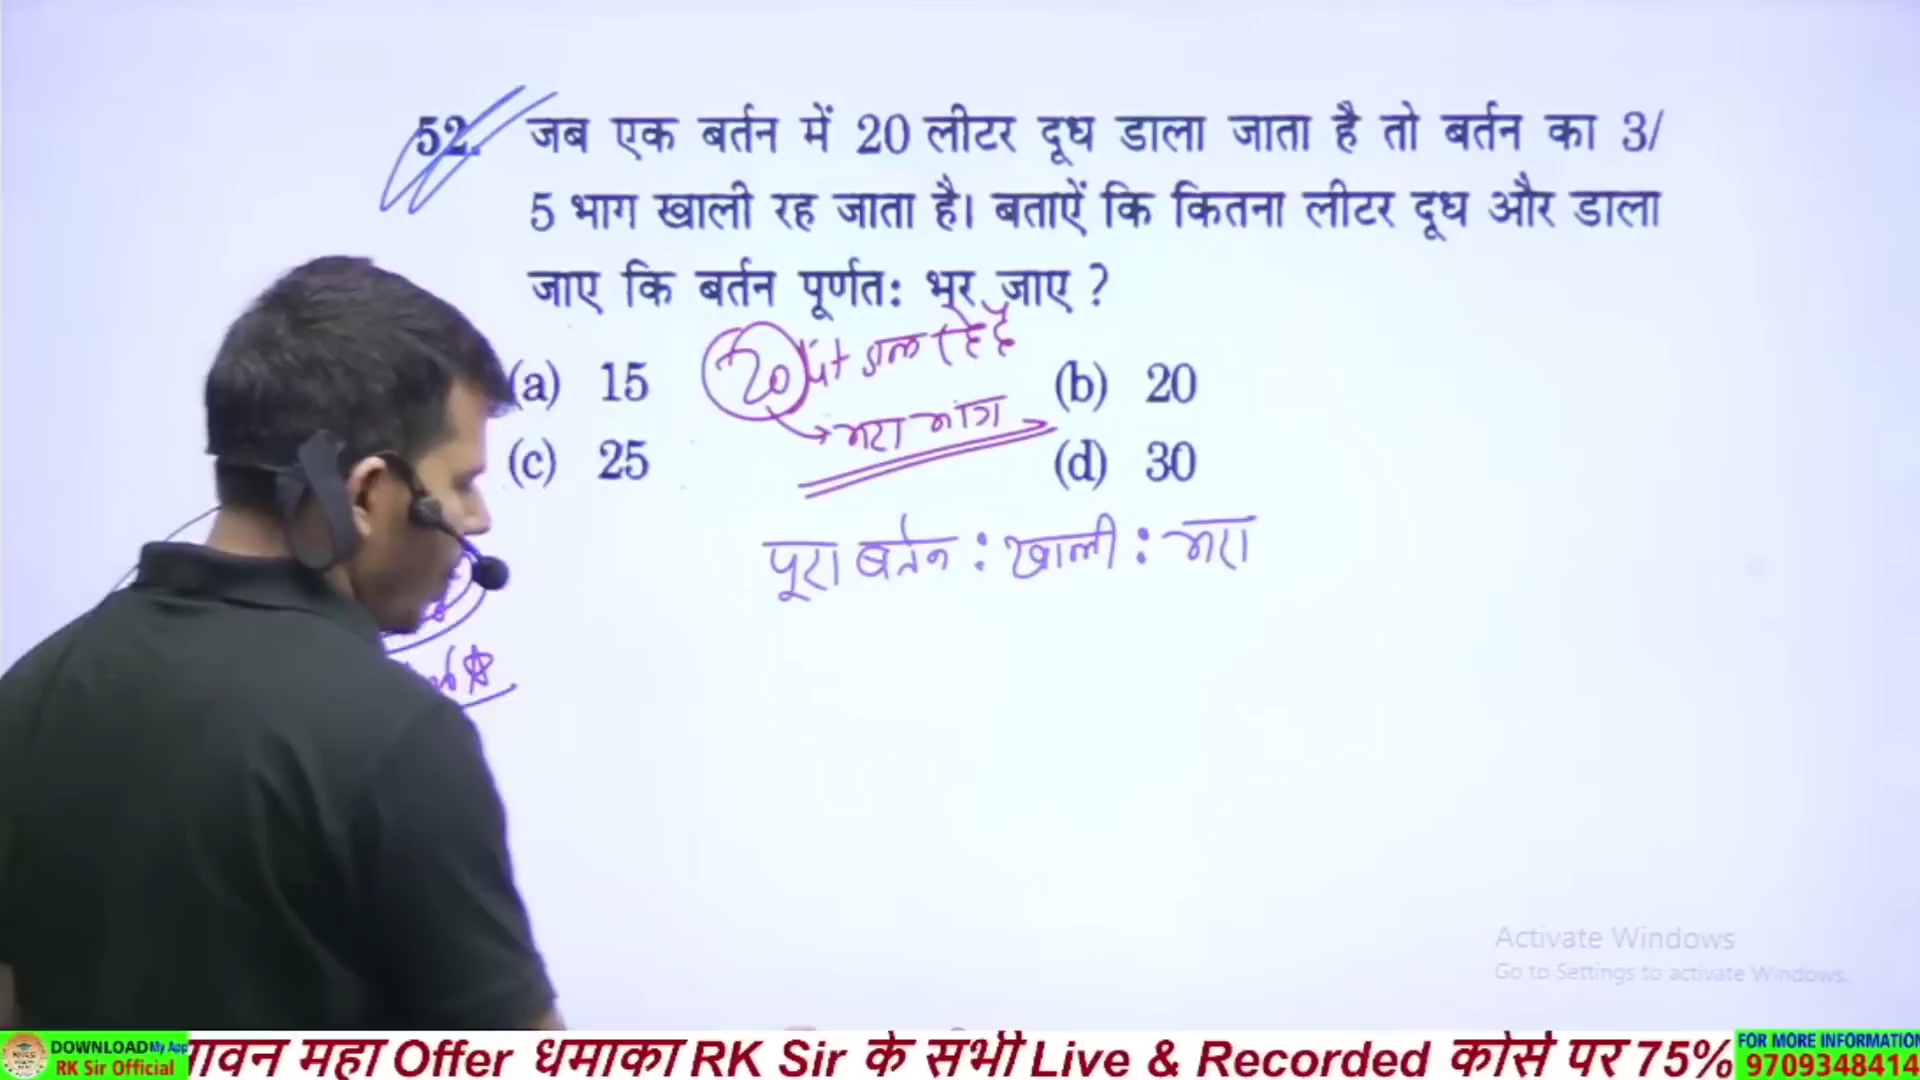 52. जब एक बर्तन में 20 लीटर दूध डाला जाता है तो बर्तन का 3/
5 भाग खाली रह जाता है। बताऐं कि कितना लीटर दूध और डाला
जाए कि बर्तन पूर्णत: भर जाए ?
20 लीटर डाल रहे हैं
(a) 15 (b) 20
भरा भाग
(c) 25 (d) 30
पूरा बर्तन : खाली : भरा
Activate Windows
Go to Settings to activate Windows.
DOWNLOAD My App
RK Sir Official
गावन महा Offer धमाका RK Sir के सभी Live & Recorded कोर्स पर 75%
FOR MORE INFORMATION
9709348414